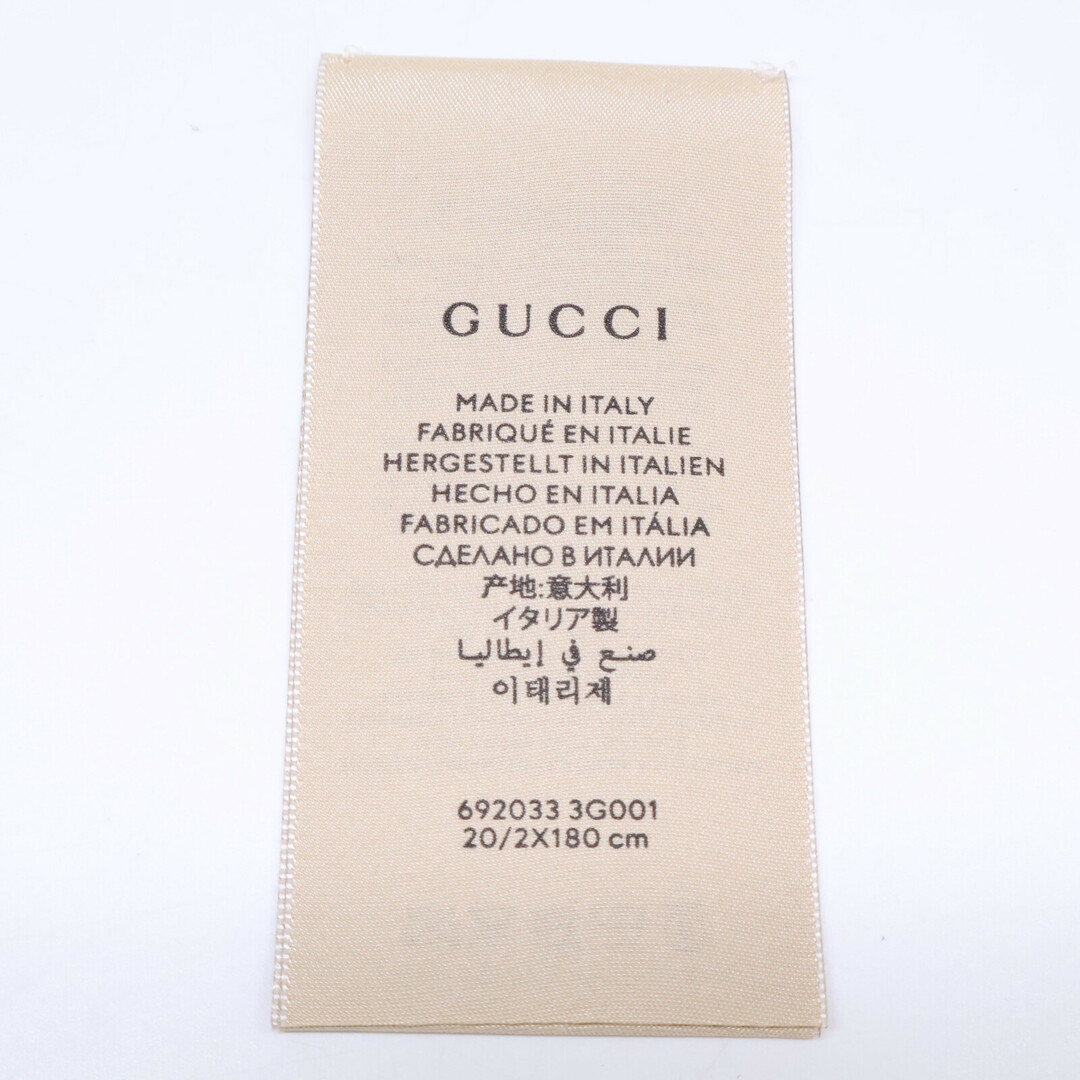 GUCCI
MADE IN ITALY
FABRIQUÉ EN ITALIE
HERGESTELLT IN ITALIEN
HECHO EN ITALIA
FABRICADO EM ITÁLIA
СДЕЛАНО В ИТАЛИИ
产地:意大利
イタリア製
صنع في إيطاليا
이태리제
692033 3G001
20/2X180 cm